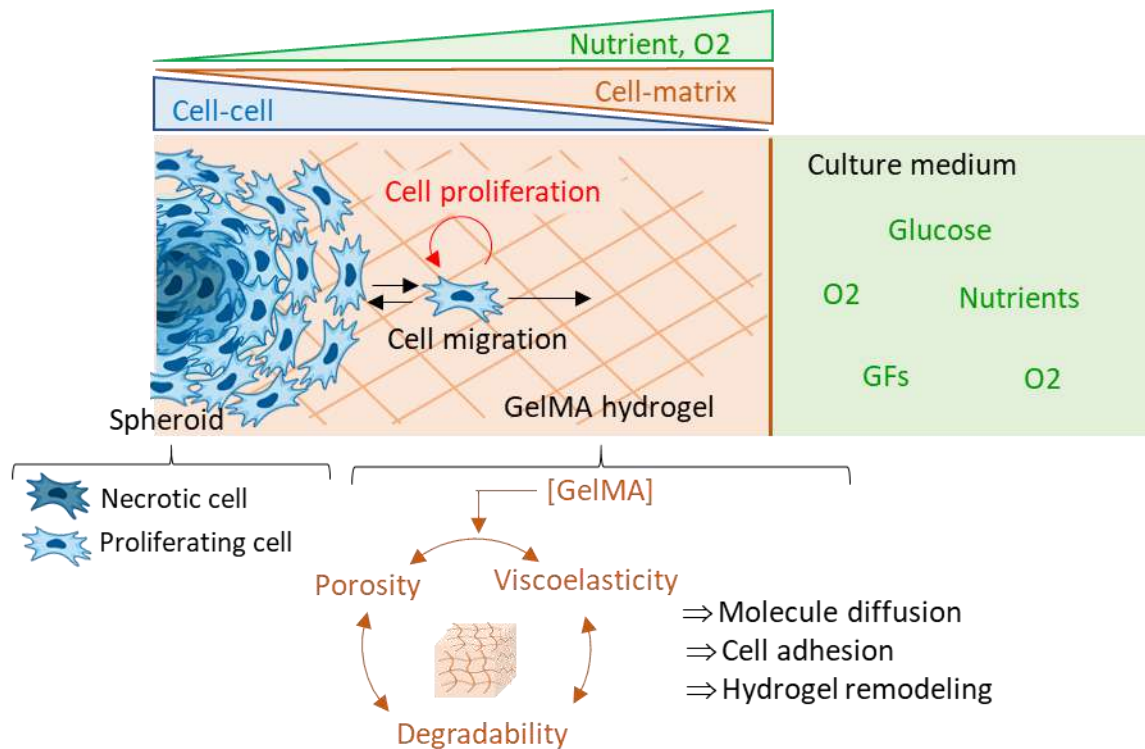 Nutrient, O2
Cell-matrix
Cell-cell
Culture medium
Cell proliferation
Glucose
O2
Nutrients
Cell migration
GFs
O2
Spheroid
GelMA hydrogel
Necrotic cell
Proliferating cell
[GelMA]
Porosity
Viscoelasticity
Degradability
⇒ Molecule diffusion
⇒ Cell adhesion
⇒ Hydrogel remodeling